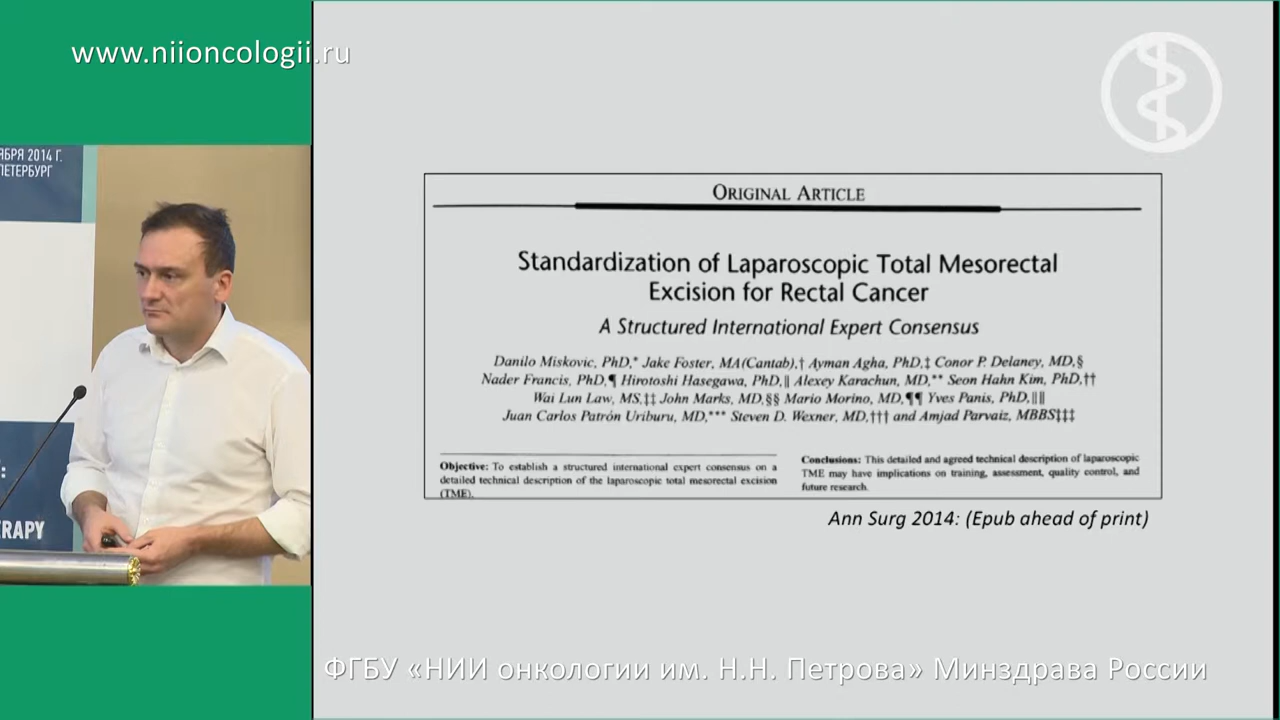 www.niioncologii.ru
ЯБРЯ 2014 Г.
ПЕТЕРБУРГ
ERAPY
ORIGINAL ARTICLE
Standardization of Laparoscopic Total Mesorectal
Excision for Rectal Cancer
A Structured International Expert Consensus
Danilo Miskovic, PhD,* Jake Foster, MA(Cantab),† Ayman Agha, PhD,‡ Conor P. Delaney, MD,§
Nader Francis, PhD,¶ Hirotoshi Hasegawa, PhD,|| Alexey Karachun, MD,** Seon Hahn Kim, PhD,††
Wai Lun Law, MS,‡‡ John Marks, MD,§§ Mario Morino, MD,¶¶ Yves Panis, PhD,||||
Juan Carlos Patrón Uriburu, MD,*** Steven D. Wexner, MD,††† and Amjad Parvaiz, MBBS‡‡‡
Objective: To establish a structured international expert consensus on a
detailed technical description of the laparoscopic total mesorectal excision
(TME).
Conclusions: This detailed and agreed technical description of laparoscopic
TME may have implications on training, assessment, quality control, and
future research.
Ann Surg 2014: (Epub ahead of print)
ФГБУ «НИИ онкологии им. Н.Н. Петрова» Минздрава России